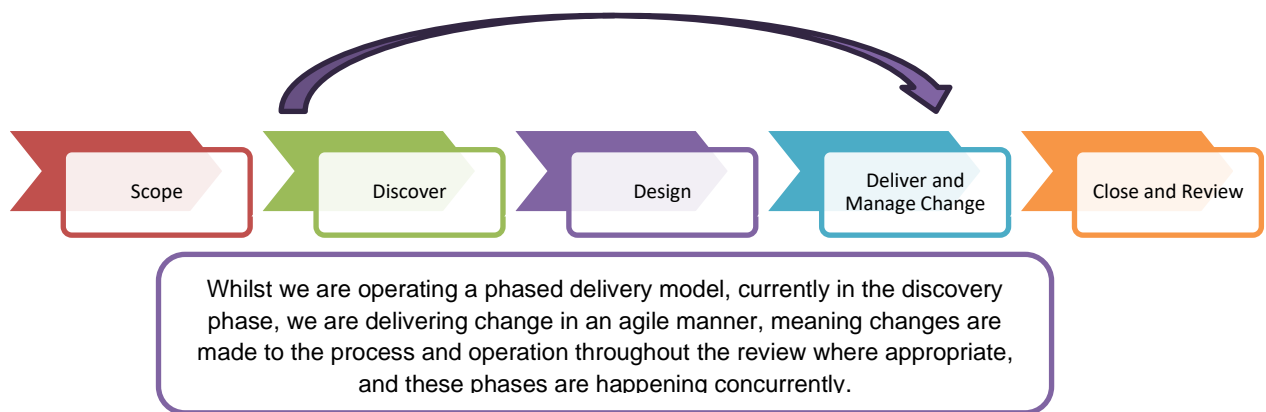 Scope
Discover
Design
Deliver and
Manage Change
Close and Review
Whilst we are operating a phased delivery model, currently in the discovery
phase, we are delivering change in an agile manner, meaning changes are
made to the process and operation throughout the review where appropriate,
and these phases are happening concurrently.